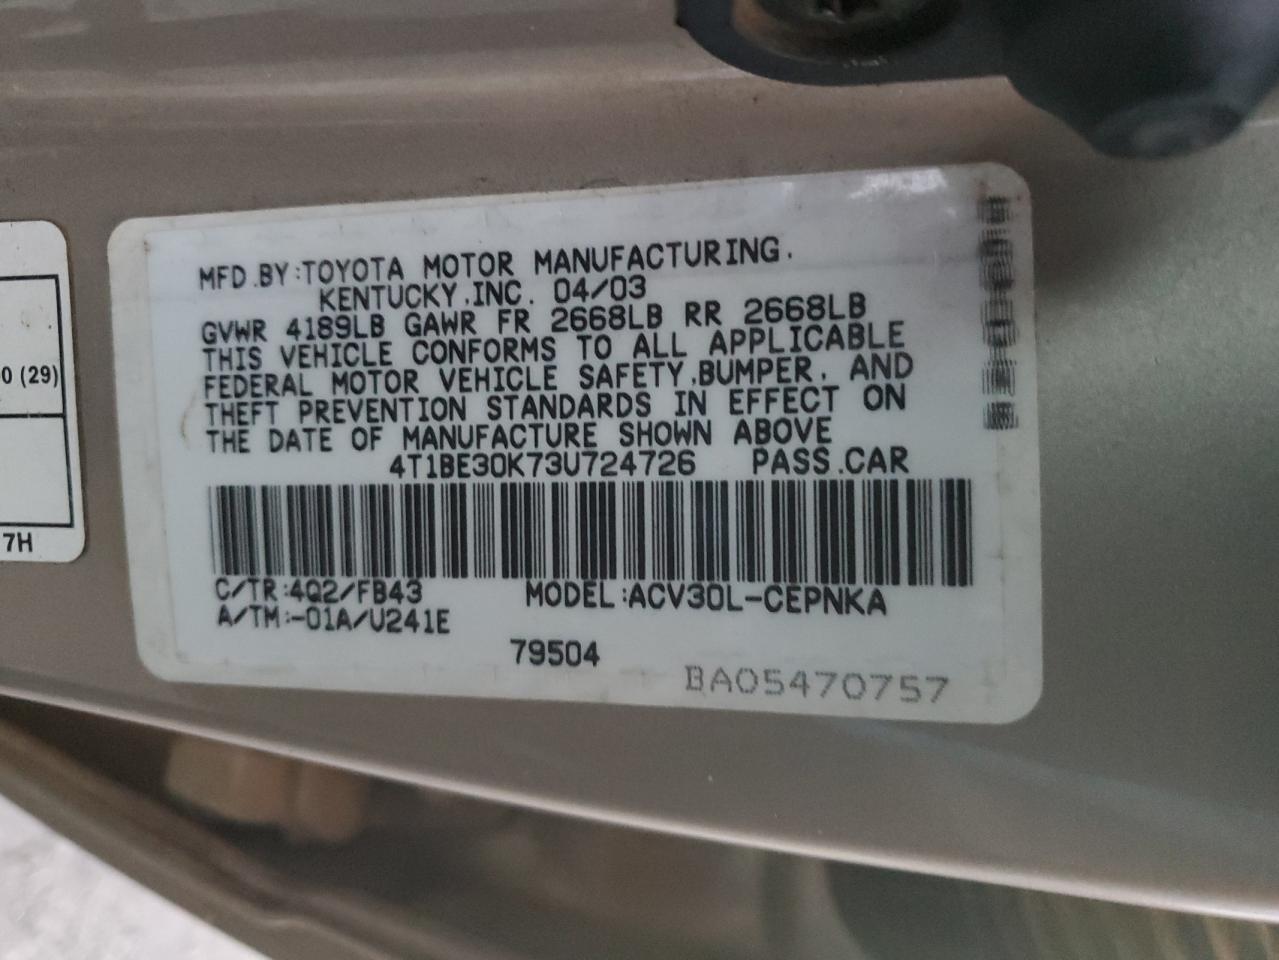 MFD.BY:TOYOTA MOTOR MANUFACTURING.
KENTUCKY.INC. 04/03
GVWR 4189LB GAWR FR 2668LB RR 2668LB
THIS VEHICLE CONFORMS TO ALL APPLICABLE
FEDERAL MOTOR VEHICLE SAFETY.BUMPER. AND
THEFT PREVENTION STANDARDS IN EFFECT ON
THE DATE OF MANUFACTURE SHOWN ABOVE
4T1BE30K73U724726 PASS.CAR
C/TR:4Q2/FB43 MODEL:ACV30L-CEPNKA
A/TM:-01A/U241E
79504
BA05470757
0 (29)
7H